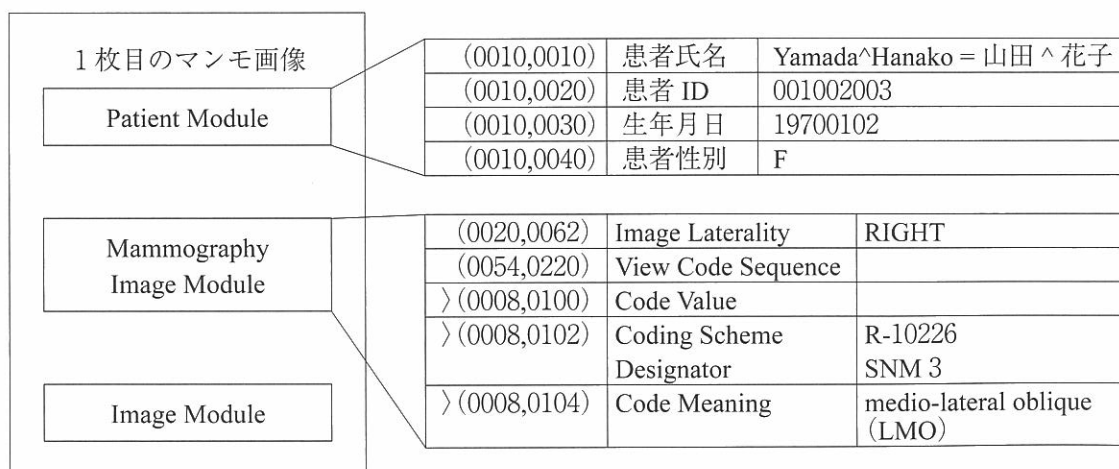 1枚目のマンモ画像
Patient Module
Mammography
Image Module
Image Module
(0010,0010) 患者氏名 Yamada^Hanako = 山田 ^ 花子
(0010,0020) 患者 ID 001002003
(0010,0030) 生年月日 19700102
(0010,0040) 患者性別 F
(0020,0062) Image Laterality RIGHT
(0054,0220) View Code Sequence
〉(0008,0100) Code Value
〉(0008,0102) Coding Scheme R-10226
Designator SNM 3
〉(0008,0104) Code Meaning medio-lateral oblique
(LMO)